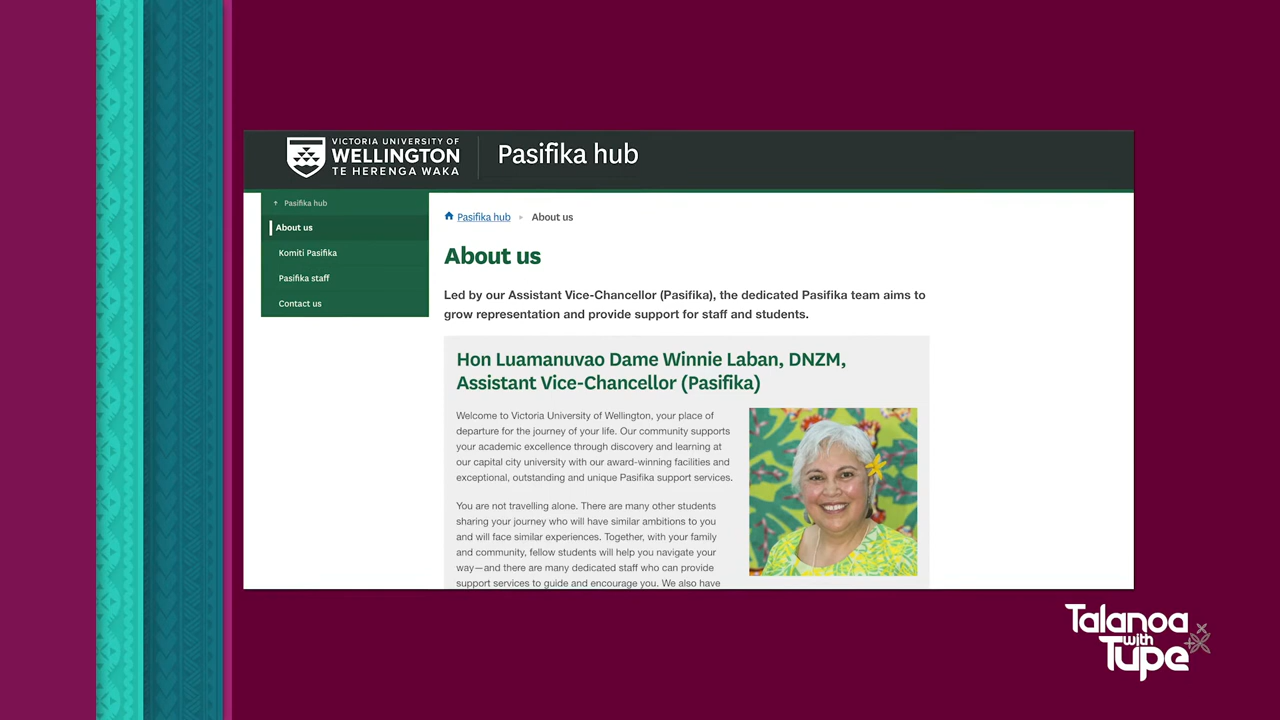 VICTORIA UNIVERSITY OF
WELLINGTON
TE HERENGA WAKA
Pasifika hub
Pasifika hub
About us
Komiti Pasifika
Pasifika staff
Contact us
Pasifika hub
About us
About us
Led by our Assistant Vice-Chancellor (Pasifika), the dedicated Pasifika team aims to
grow representation and provide support for staff and students.
Hon Luamanuvao Dame Winnie Laban, DNZM,
Assistant Vice-Chancellor (Pasifika)
Welcome to Victoria University of Wellington, your place of
departure for the journey of your life. Our community supports
your academic excellence through discovery and learning at
our capital city university with our award-winning facilities and
exceptional, outstanding and unique Pasifika support services.
You are not travelling alone. There are many other students
sharing your journey who will have similar ambitions to you
and will face similar experiences. Together, with your family
and community, fellow students will help you navigate your
way—and there are many dedicated staff who can provide
support services to guide and encourage you. We also have
Talanoa
with
Tupe